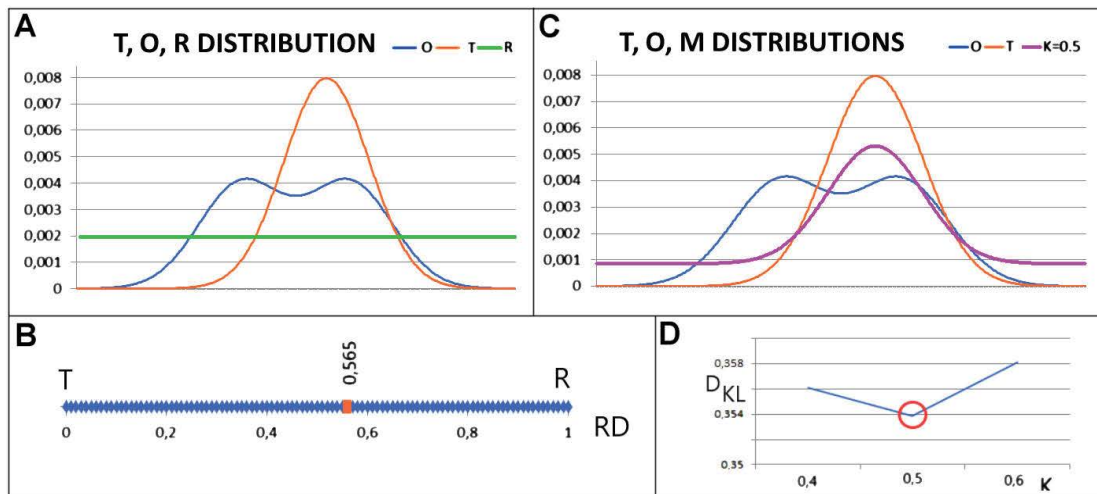 A
T, O, R DISTRIBUTION
O T R
0,008
0,007
0,006
0,005
0,004
0,003
0,002
0,001
0
C
T, O, M DISTRIBUTIONS
O T K=0.5
0,008
0,007
0,006
0,005
0,004
0,003
0,002
0,001
0
B
0,565
T R
0 0,2 0,4 0,6 0,8 1 RD
D
DKL
0,358
0,354
0,35
0,4 0,5 0,6 K